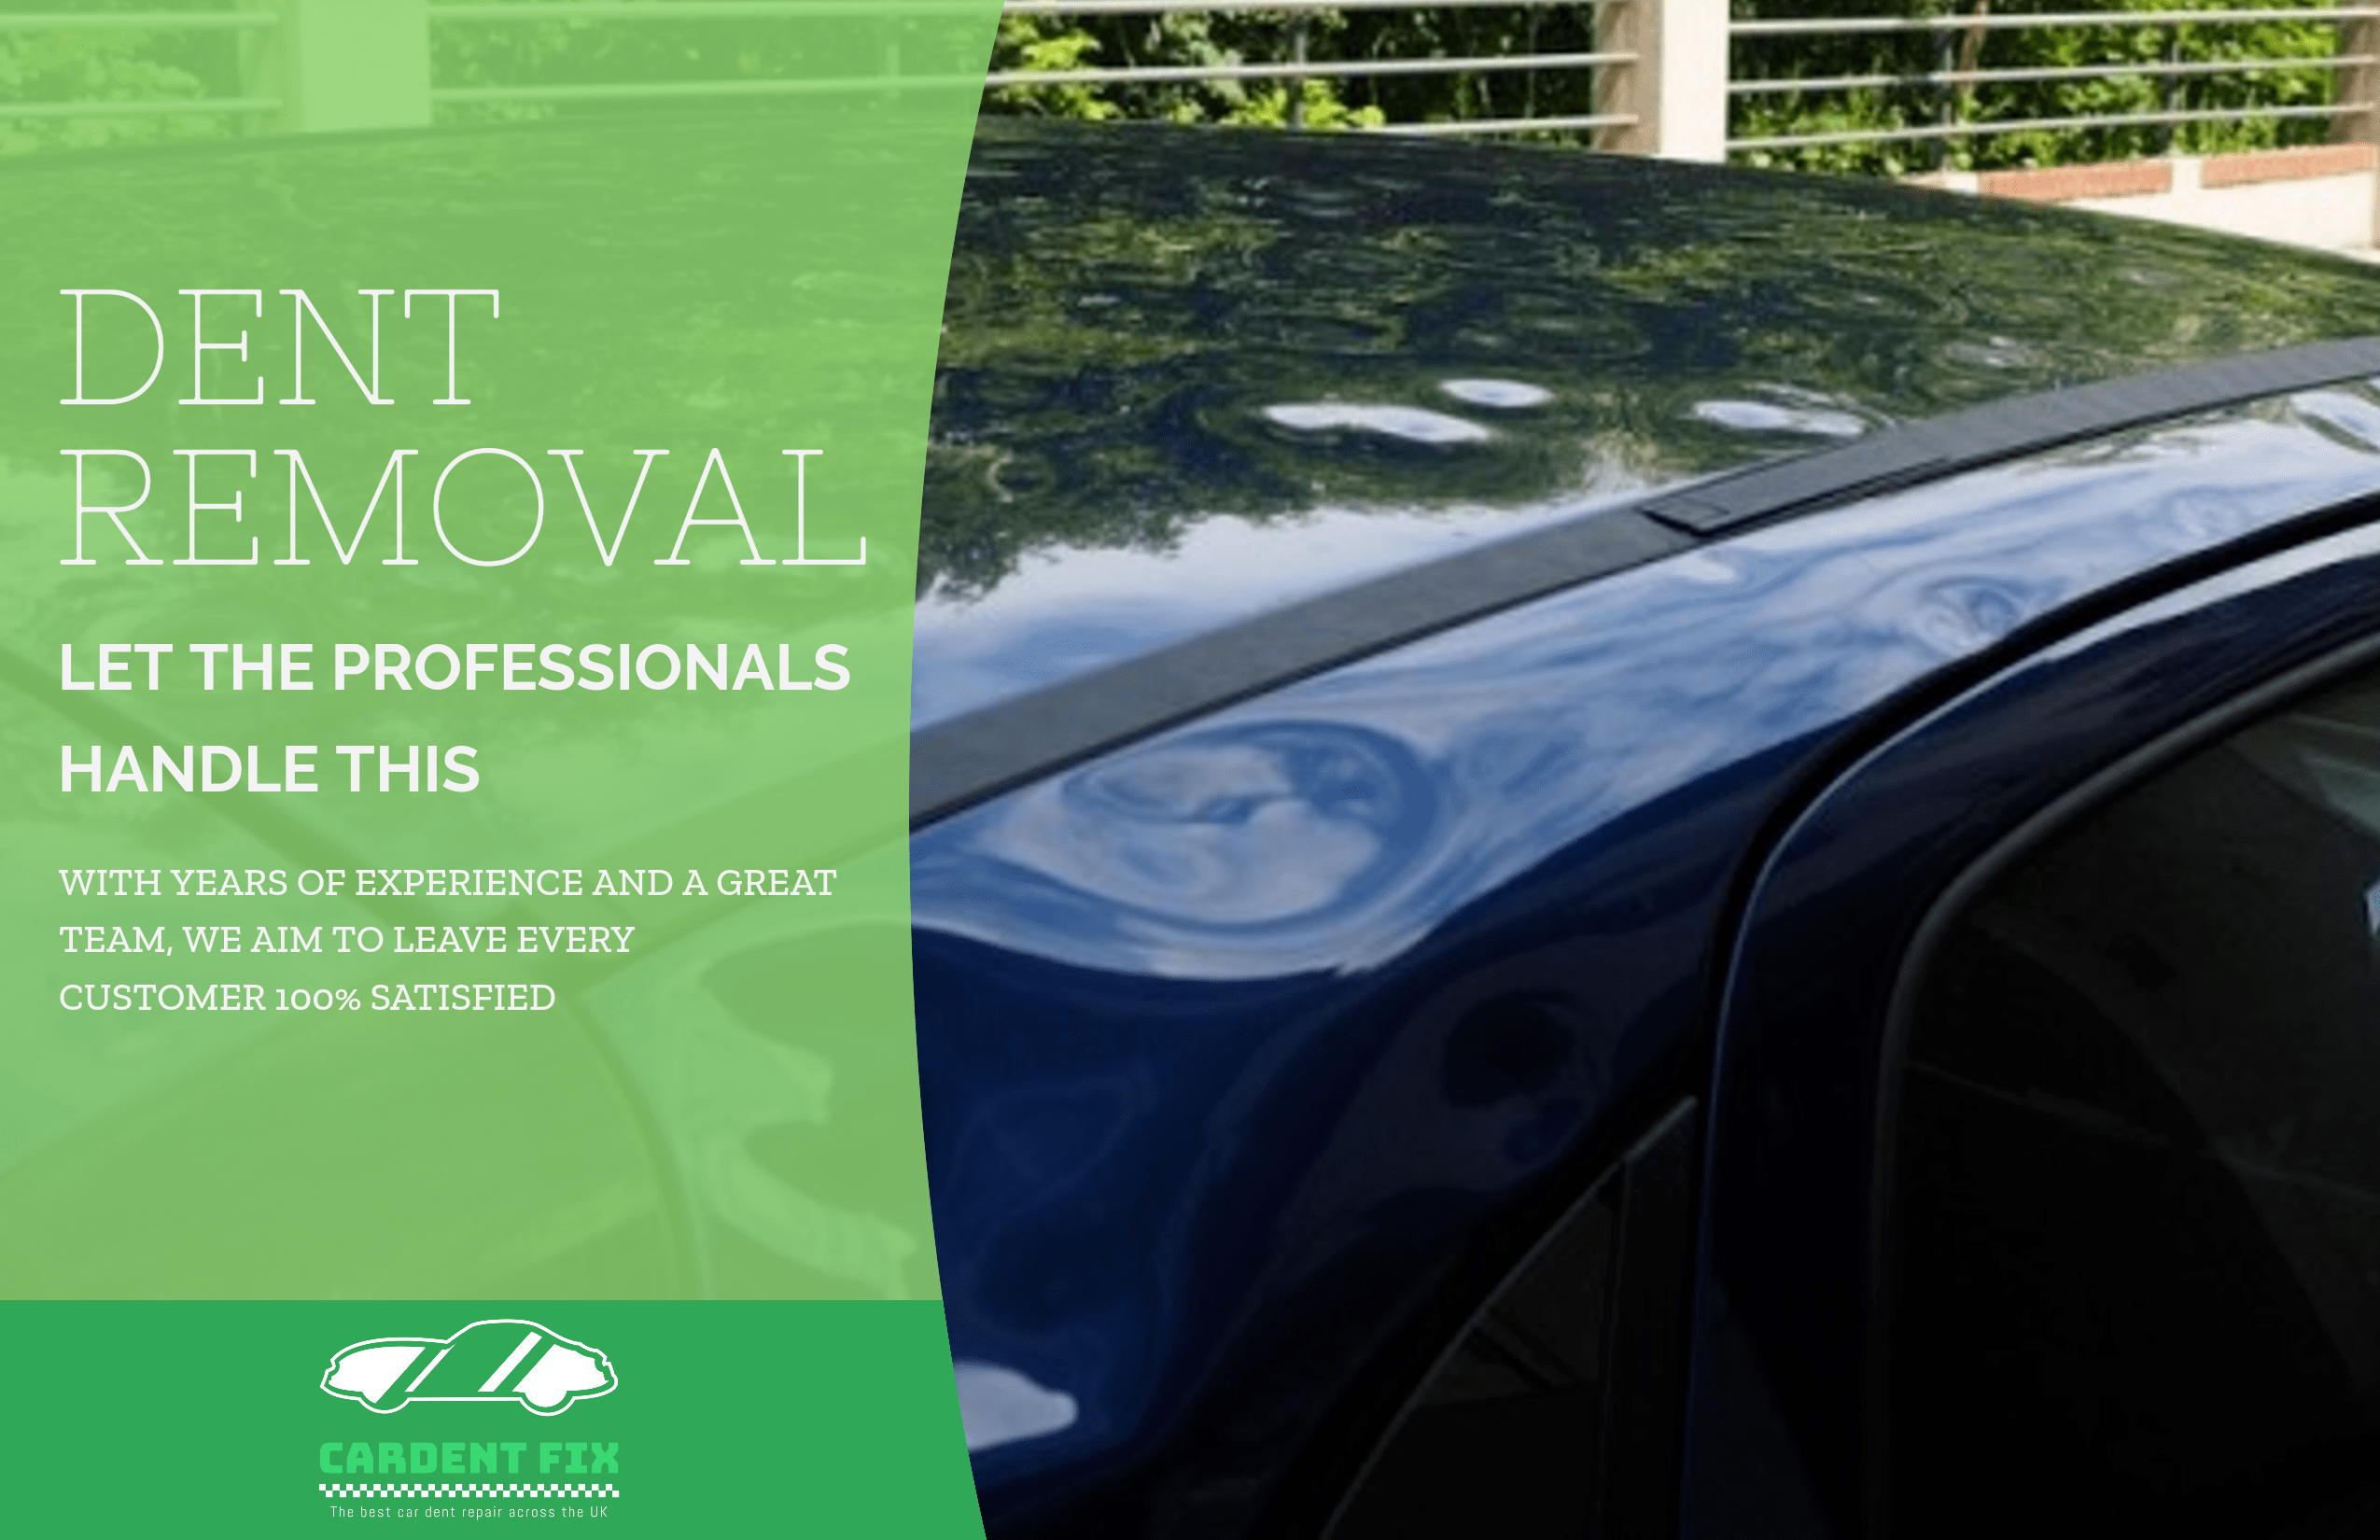 DENT
REMOVAL
LET THE PROFESSIONALS
HANDLE THIS
WITH YEARS OF EXPERIENCE AND A GREAT
TEAM, WE AIM TO LEAVE EVERY
CUSTOMER 100% SATISFIED
CARDENT FIX
The best car dent repair across the UK